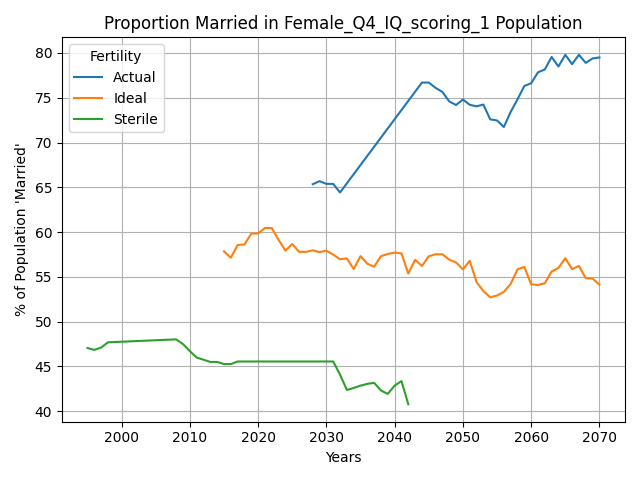 Proportion Married in Female_Q4_IQ_scoring_1 Population
Fertility
Actual
Ideal
Sterile
% of Population 'Married'
80
75
70
65
60
55
50
45
40
2000 2010 2020 2030 2040 2050 2060 2070
Years